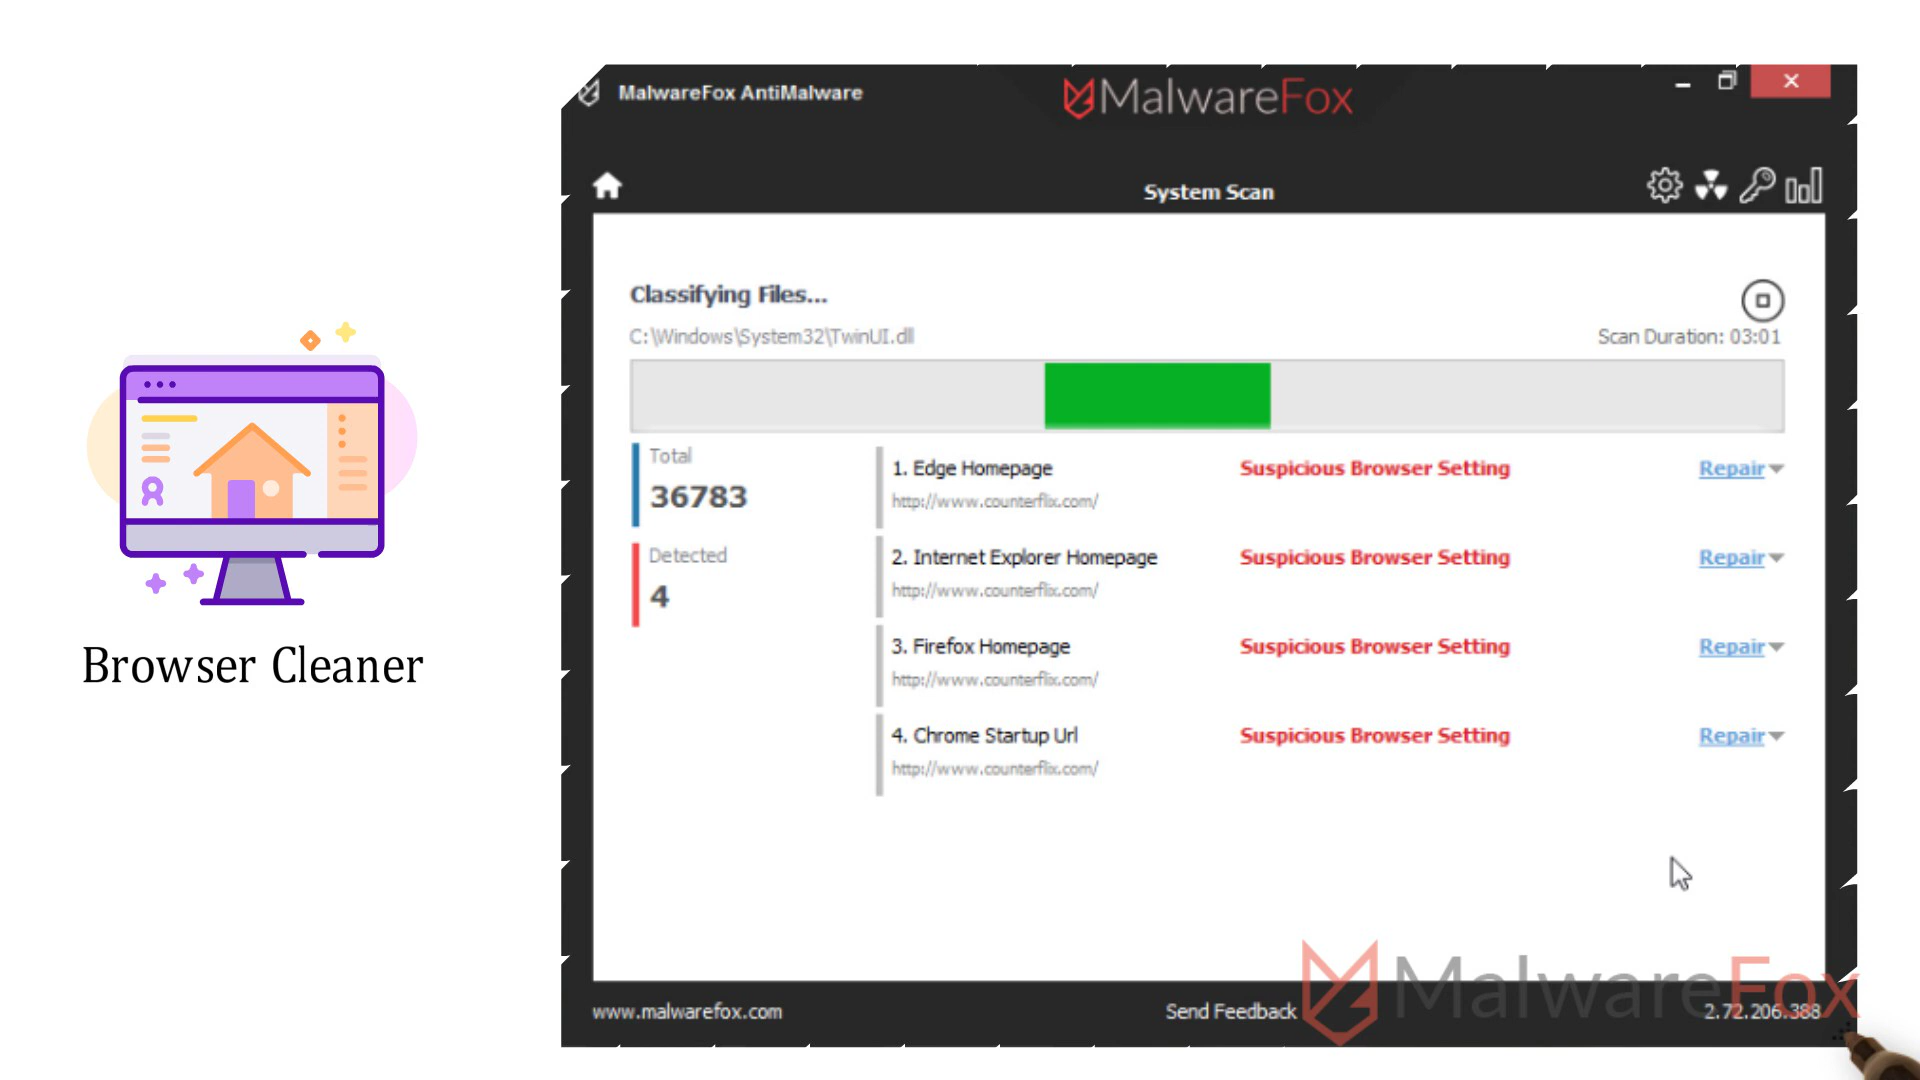 MalwareFox AntiMalware
MalwareFox
System Scan
Classifying Files...
C:\Windows\System32\TwinUI.dll
Scan Duration: 03:01
Total
36783
Detected
4
1. Edge Homepage
Suspicious Browser Setting
Repair
http://www.counterflix.com/
2. Internet Explorer Homepage
Suspicious Browser Setting
Repair
http://www.counterflix.com/
3. Firefox Homepage
Suspicious Browser Setting
Repair
http://www.counterflix.com/
4. Chrome Startup Url
Suspicious Browser Setting
Repair
http://www.counterflix.com/
Browser Cleaner
www.malwarefox.com
Send Feedback
MalwareFox
2.72.206.388